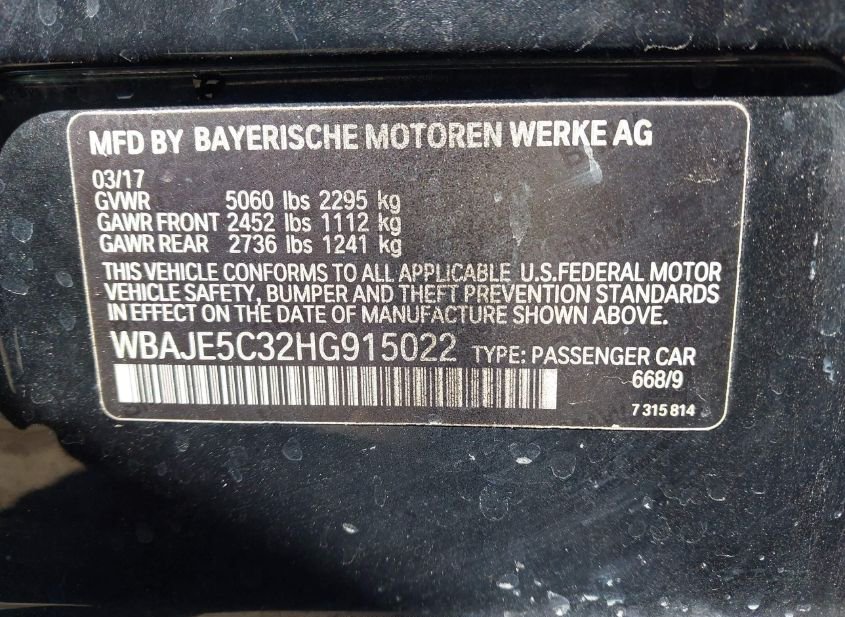 MFD BY BAYERISCHE MOTOREN WERKE AG
03/17
GVWR 5060 lbs 2295 kg
GAWR FRONT 2452 lbs 1112 kg
GAWR REAR 2736 lbs 1241 kg
THIS VEHICLE CONFORMS TO ALL APPLICABLE U.S.FEDERAL MOTOR
VEHICLE SAFETY, BUMPER AND THEFT PREVENTION STANDARDS
IN EFFECT ON THE DATE OF MANUFACTURE SHOWN ABOVE.
WBAJE5C32HG915022 TYPE: PASSENGER CAR
668/9
7 315 814